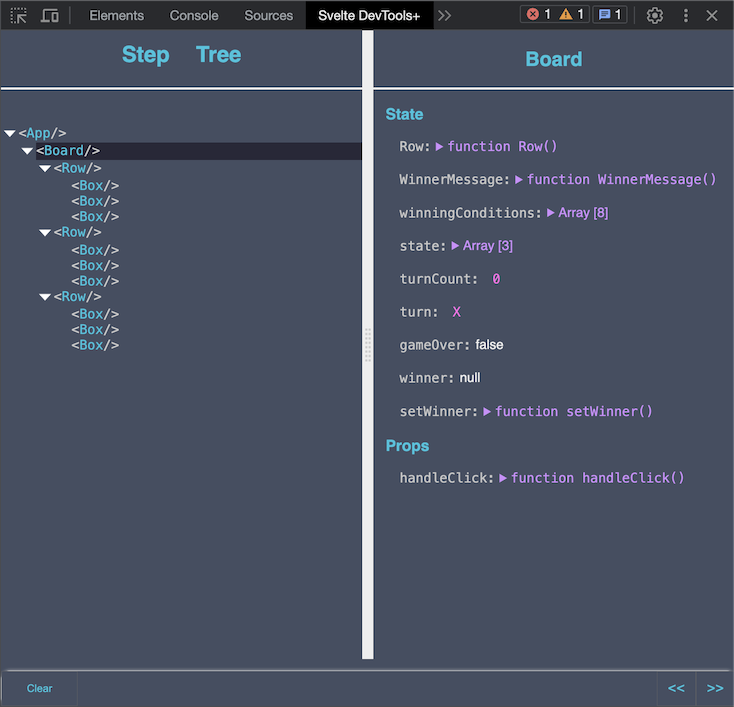 Elements Console Sources Svelte DevTools+ 1 1 1
Step Tree
<App/>
<Board/>
<Row/>
<Box/>
<Box/>
<Box/>
<Row/>
<Box/>
<Box/>
<Box/>
<Row/>
<Box/>
<Box/>
<Box/>
Board
State
Row: function Row()
WinnerMessage: function WinnerMessage()
winningConditions: Array [8]
state: Array [3]
turnCount: 0
turn: X
gameOver: false
winner: null
setWinner: function setWinner()
Props
handleClick: function handleClick()
Clear << >>